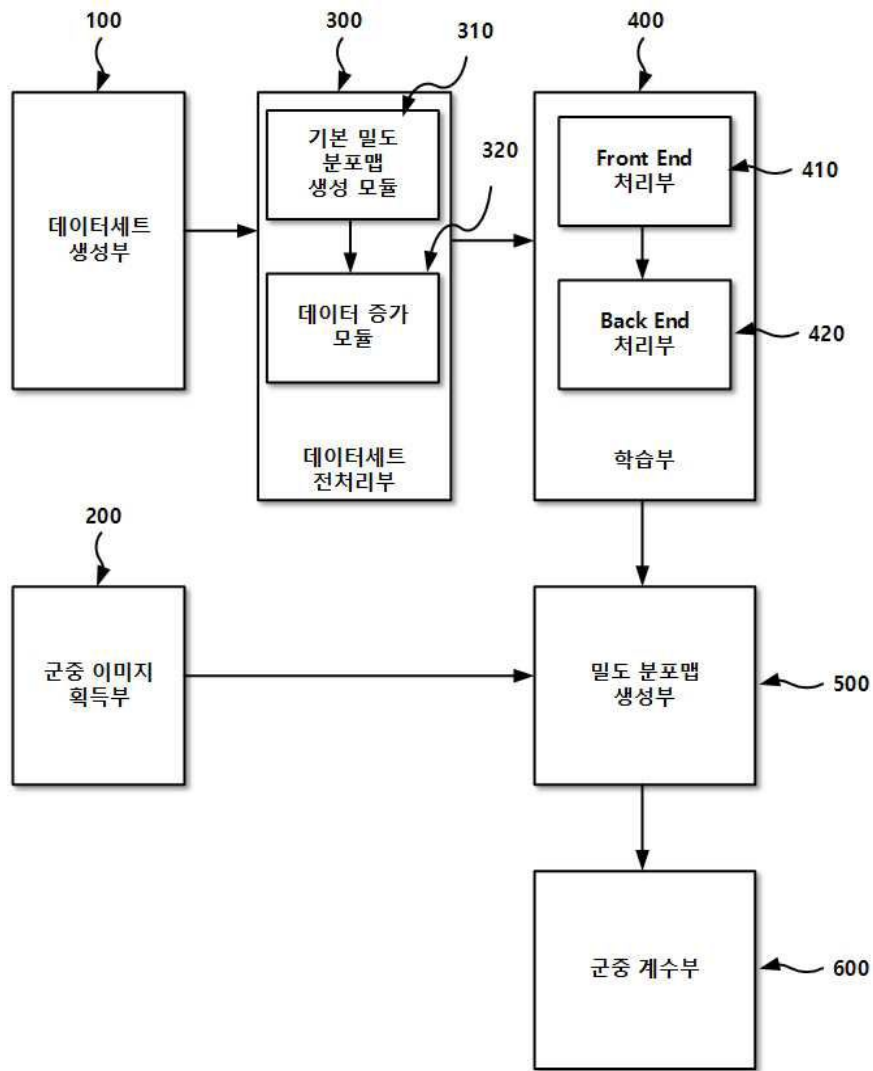 100
300
310
400
데이터세트
생성부
기본 밀도
분포맵
생성 모듈
320
데이터 증가
모듈
데이터세트
전처리부
Front End
처리부
410
Back End
처리부
420
학습부
200
군중 이미지
획득부
밀도 분포맵
생성부
500
군중 계수부
600